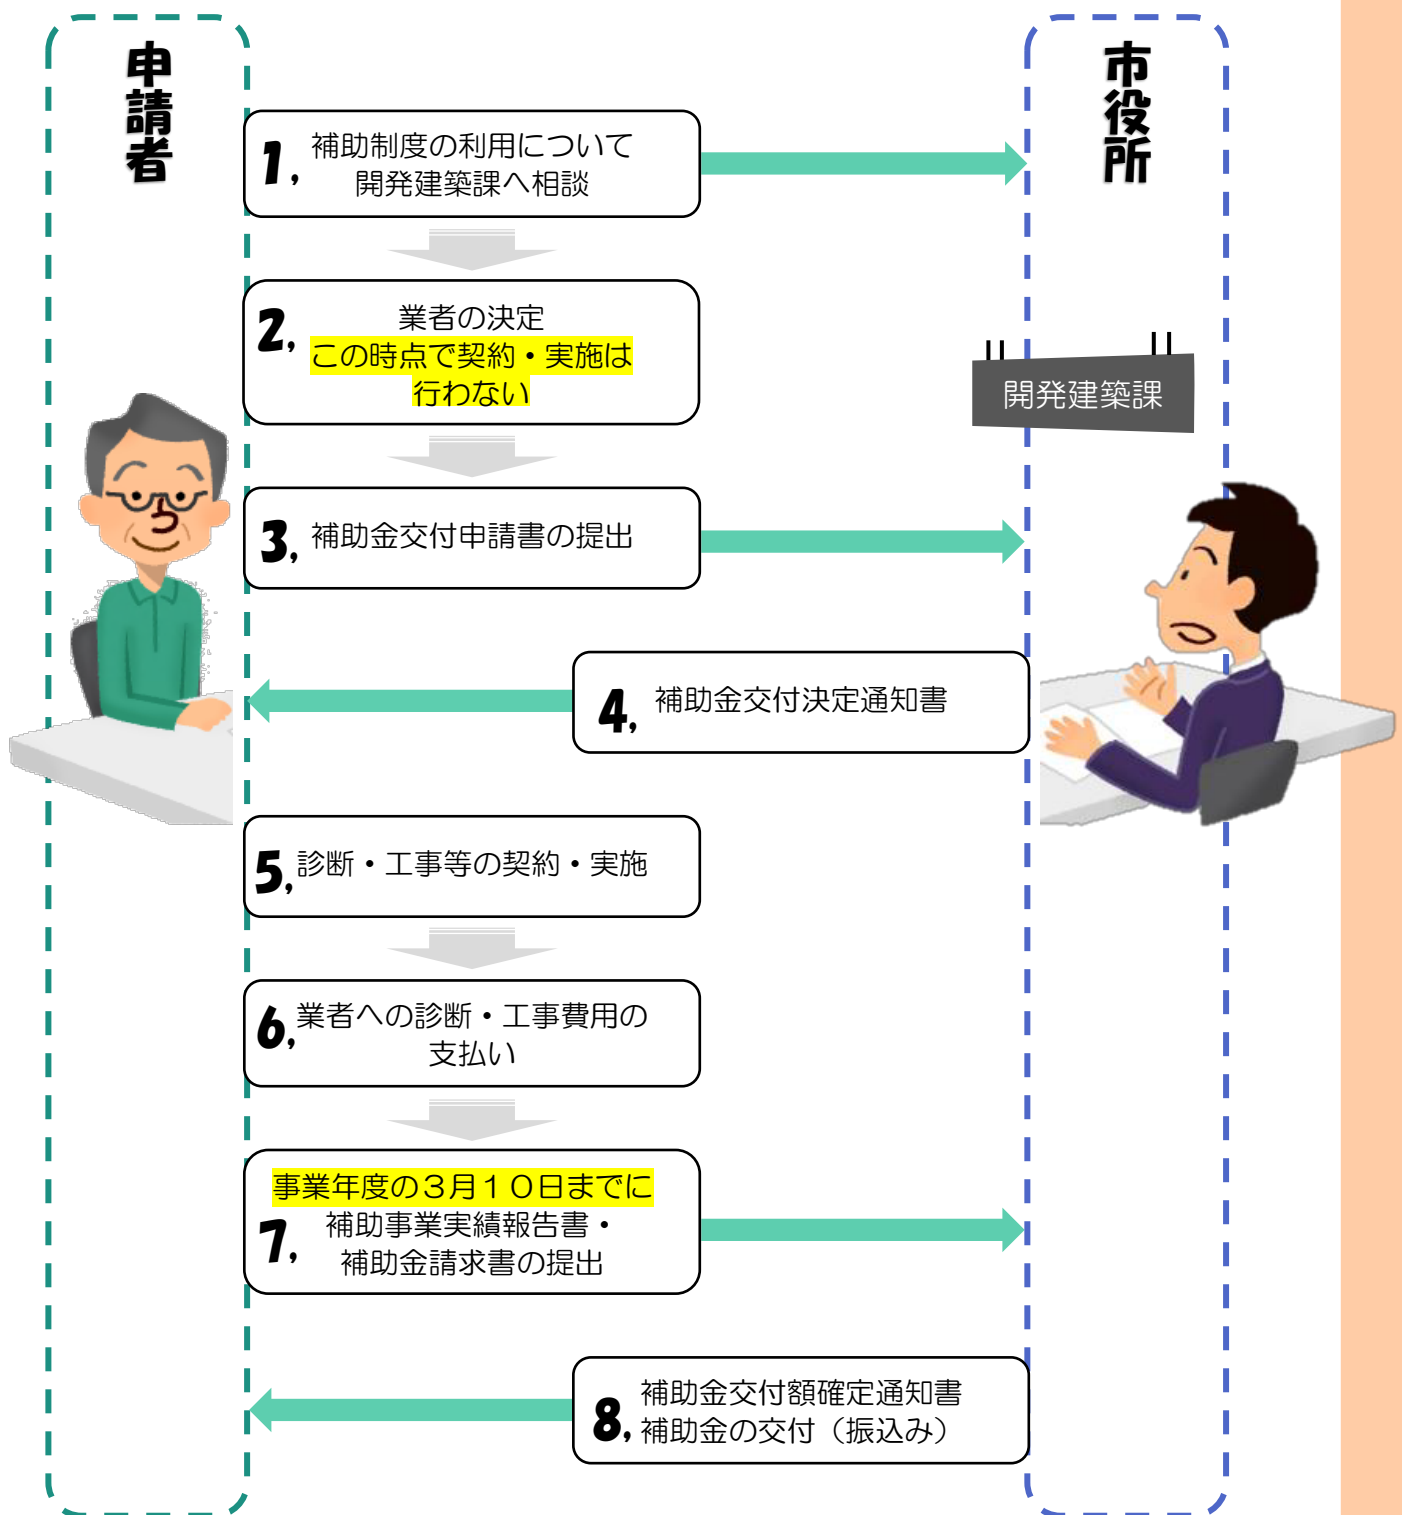 申請者
市役所
1, 補助制度の利用について
開発建築課へ相談
2, 業者の決定
この時点で契約・実施は
行わない
開発建築課
3, 補助金交付申請書の提出
4, 補助金交付決定通知書
5, 診断・工事等の契約・実施
6, 業者への診断・工事費用の
支払い
事業年度の３月１０日までに
7, 補助事業実績報告書・
補助金請求書の提出
8, 補助金交付額確定通知書
補助金の交付（振込み）